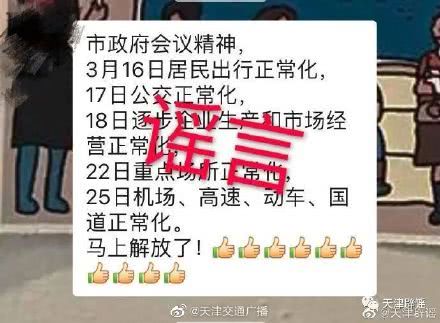 市政府会议精神，
3月16日居民出行正常化，
17日公交正常化，
18日逐步企业生产和市场经
营正常化，
22日重点场所正常化，
25日机场、高速、动车、国
道正常化。
马上解放了！👍👍👍👍👍👍
👍👍👍👍
谣言
天津辟谣
@天津交通广播
@天津辟谣